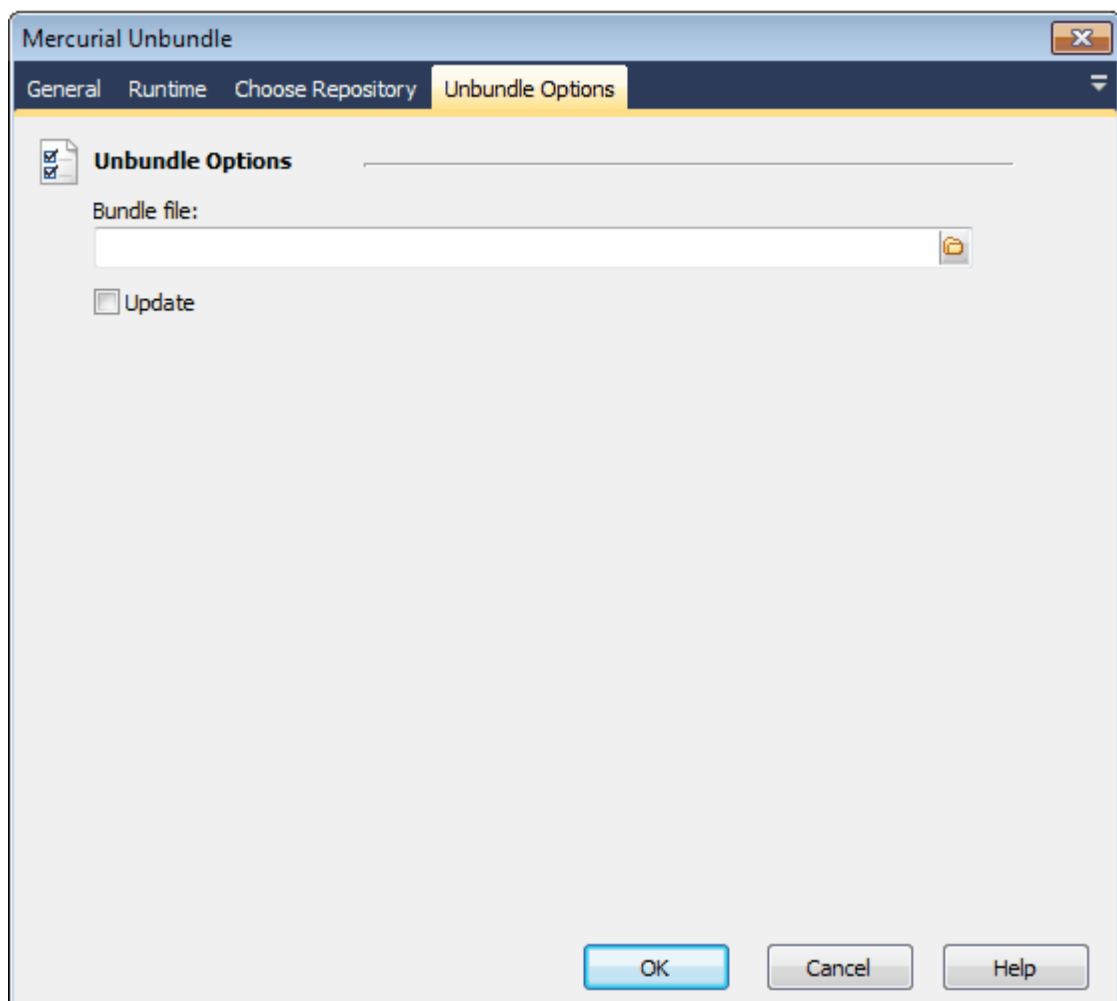 Mercurial Unbundle
General Runtime Choose Repository Unbundle Options
Unbundle Options
Bundle file:
Update
OK Cancel Help